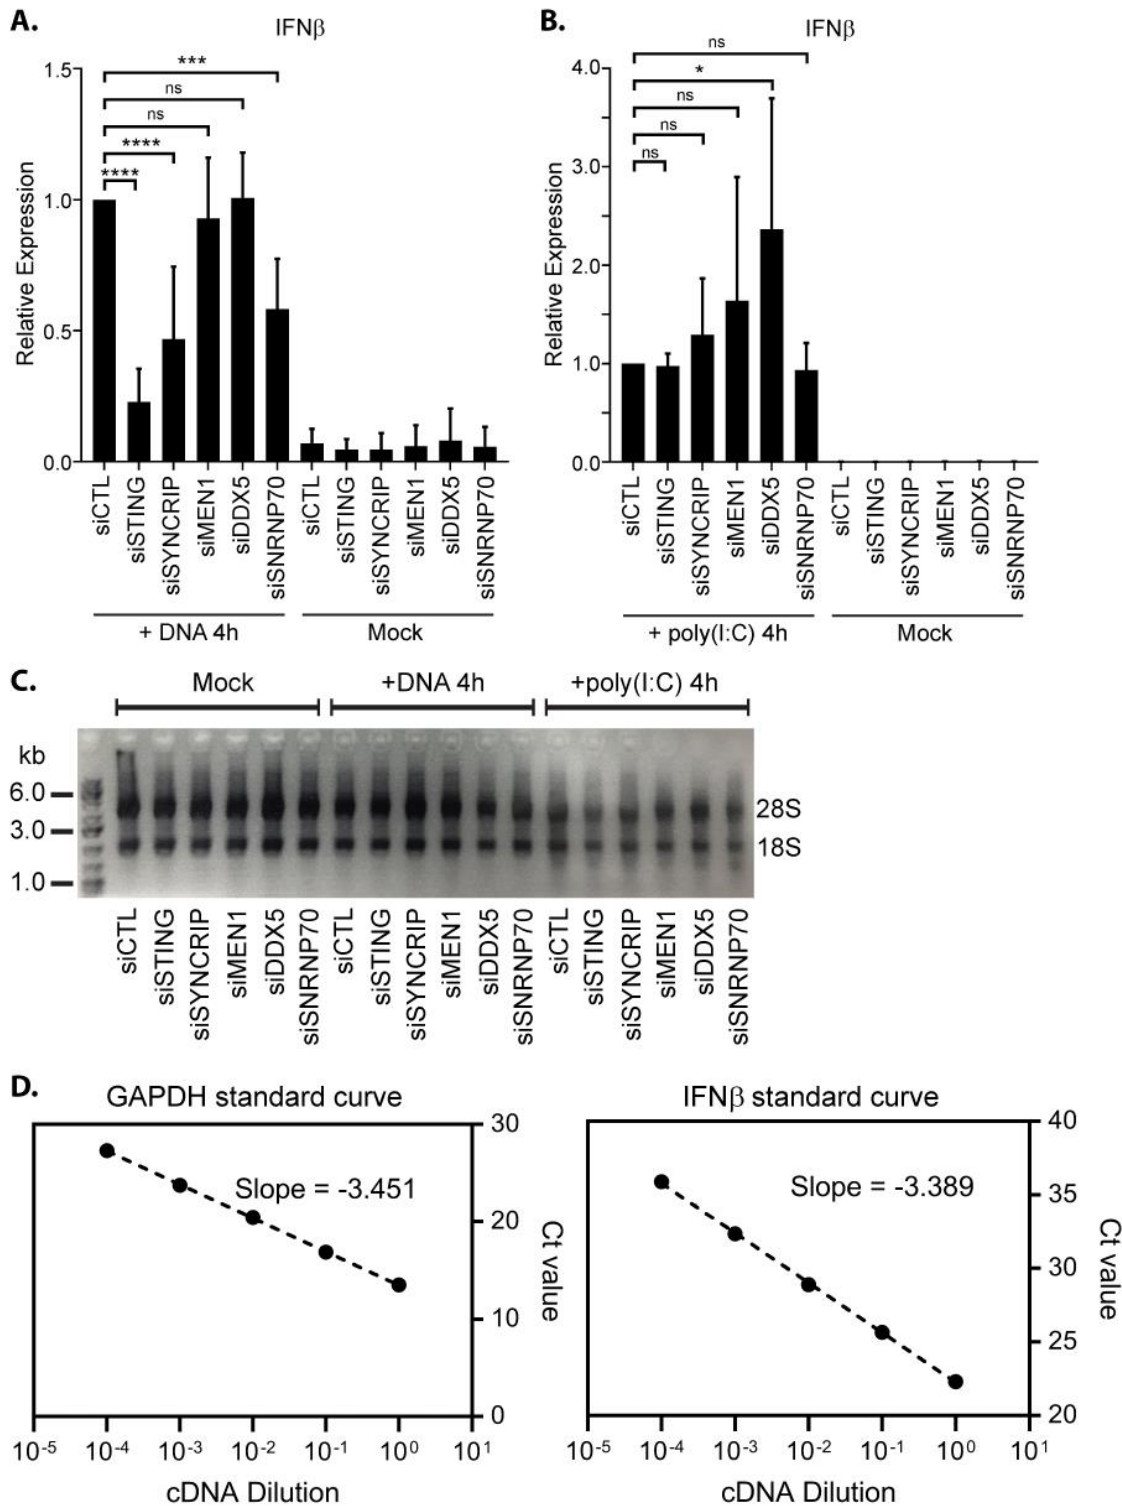 A.
IFNβ
***
ns
ns
****
****
1.5
1.0
0.5
0.0
Relative Expression
siCTL
siSTING
siSYNCRIP
siMEN1
siDDX5
siSNRNP70
siCTL
siSTING
siSYNCRIP
siMEN1
siDDX5
siSNRNP70
+ DNA 4h
Mock
B.
IFNβ
ns
*
ns
ns
ns
4.0
3.0
2.0
1.0
0.0
Relative Expression
siCTL
siSTING
siSYNCRIP
siMEN1
siDDX5
siSNRNP70
siCTL
siSTING
siSYNCRIP
siMEN1
siDDX5
siSNRNP70
+ poly(I:C) 4h
Mock
C.
Mock
+DNA 4h
+poly(I:C) 4h
kb
6.0
3.0
1.0
28S
18S
siCTL
siSTING
siSYNCRIP
siMEN1
siDDX5
siSNRNP70
siCTL
siSTING
siSYNCRIP
siMEN1
siDDX5
siSNRNP70
siCTL
siSTING
siSYNCRIP
siMEN1
siDDX5
siSNRNP70
D.
GAPDH standard curve
Slope = -3.451
30
20
10
0
Ct value
10-5 10-4 10-3 10-2 10-1 100 101
cDNA Dilution
IFNβ standard curve
Slope = -3.389
40
35
30
25
20
Ct value
10-5 10-4 10-3 10-2 10-1 100 101
cDNA Dilution